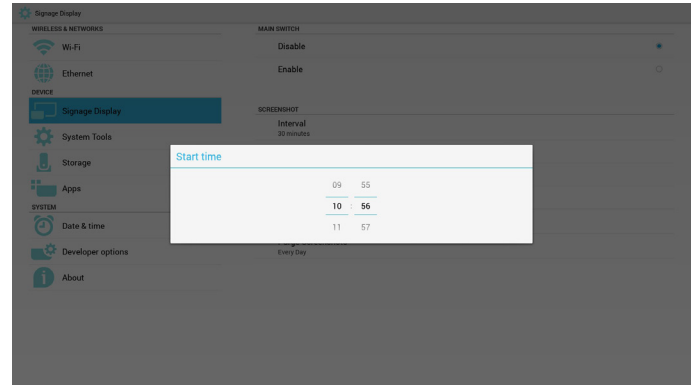 Signage Display
WIRELESS & NETWORKS
Wi-Fi
Ethernet
DEVICE
Signage Display
System Tools
Storage
Apps
SYSTEM
Date & time
Developer options
About
MAIN SWITCH
Disable
Enable
SCREENSHOT
Interval
30 minutes
Start time
09 55
10 : 56
11 57
Every Day